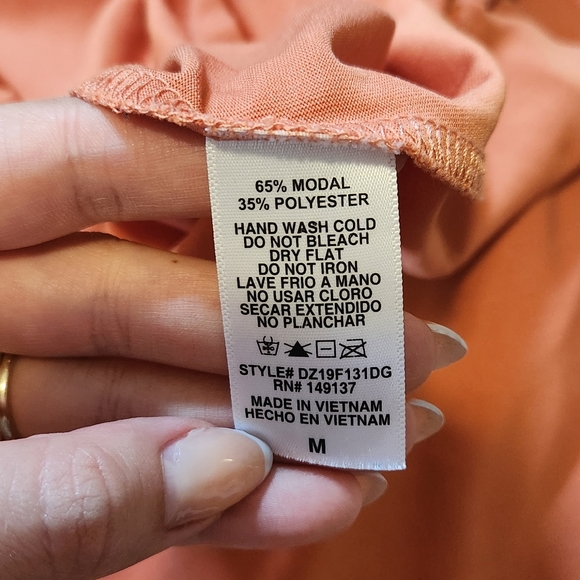 65% MODAL
35% POLYESTER
HAND WASH COLD
DO NOT BLEACH
DRY FLAT
DO NOT IRON
LAVE FRIO A MANO
NO USAR CLORO
SECAR EXTENDIDO
NO PLANCHAR
STYLE# DZ19F131DG
RN# 149137
MADE IN VIETNAM
HECHO EN VIETNAM
M